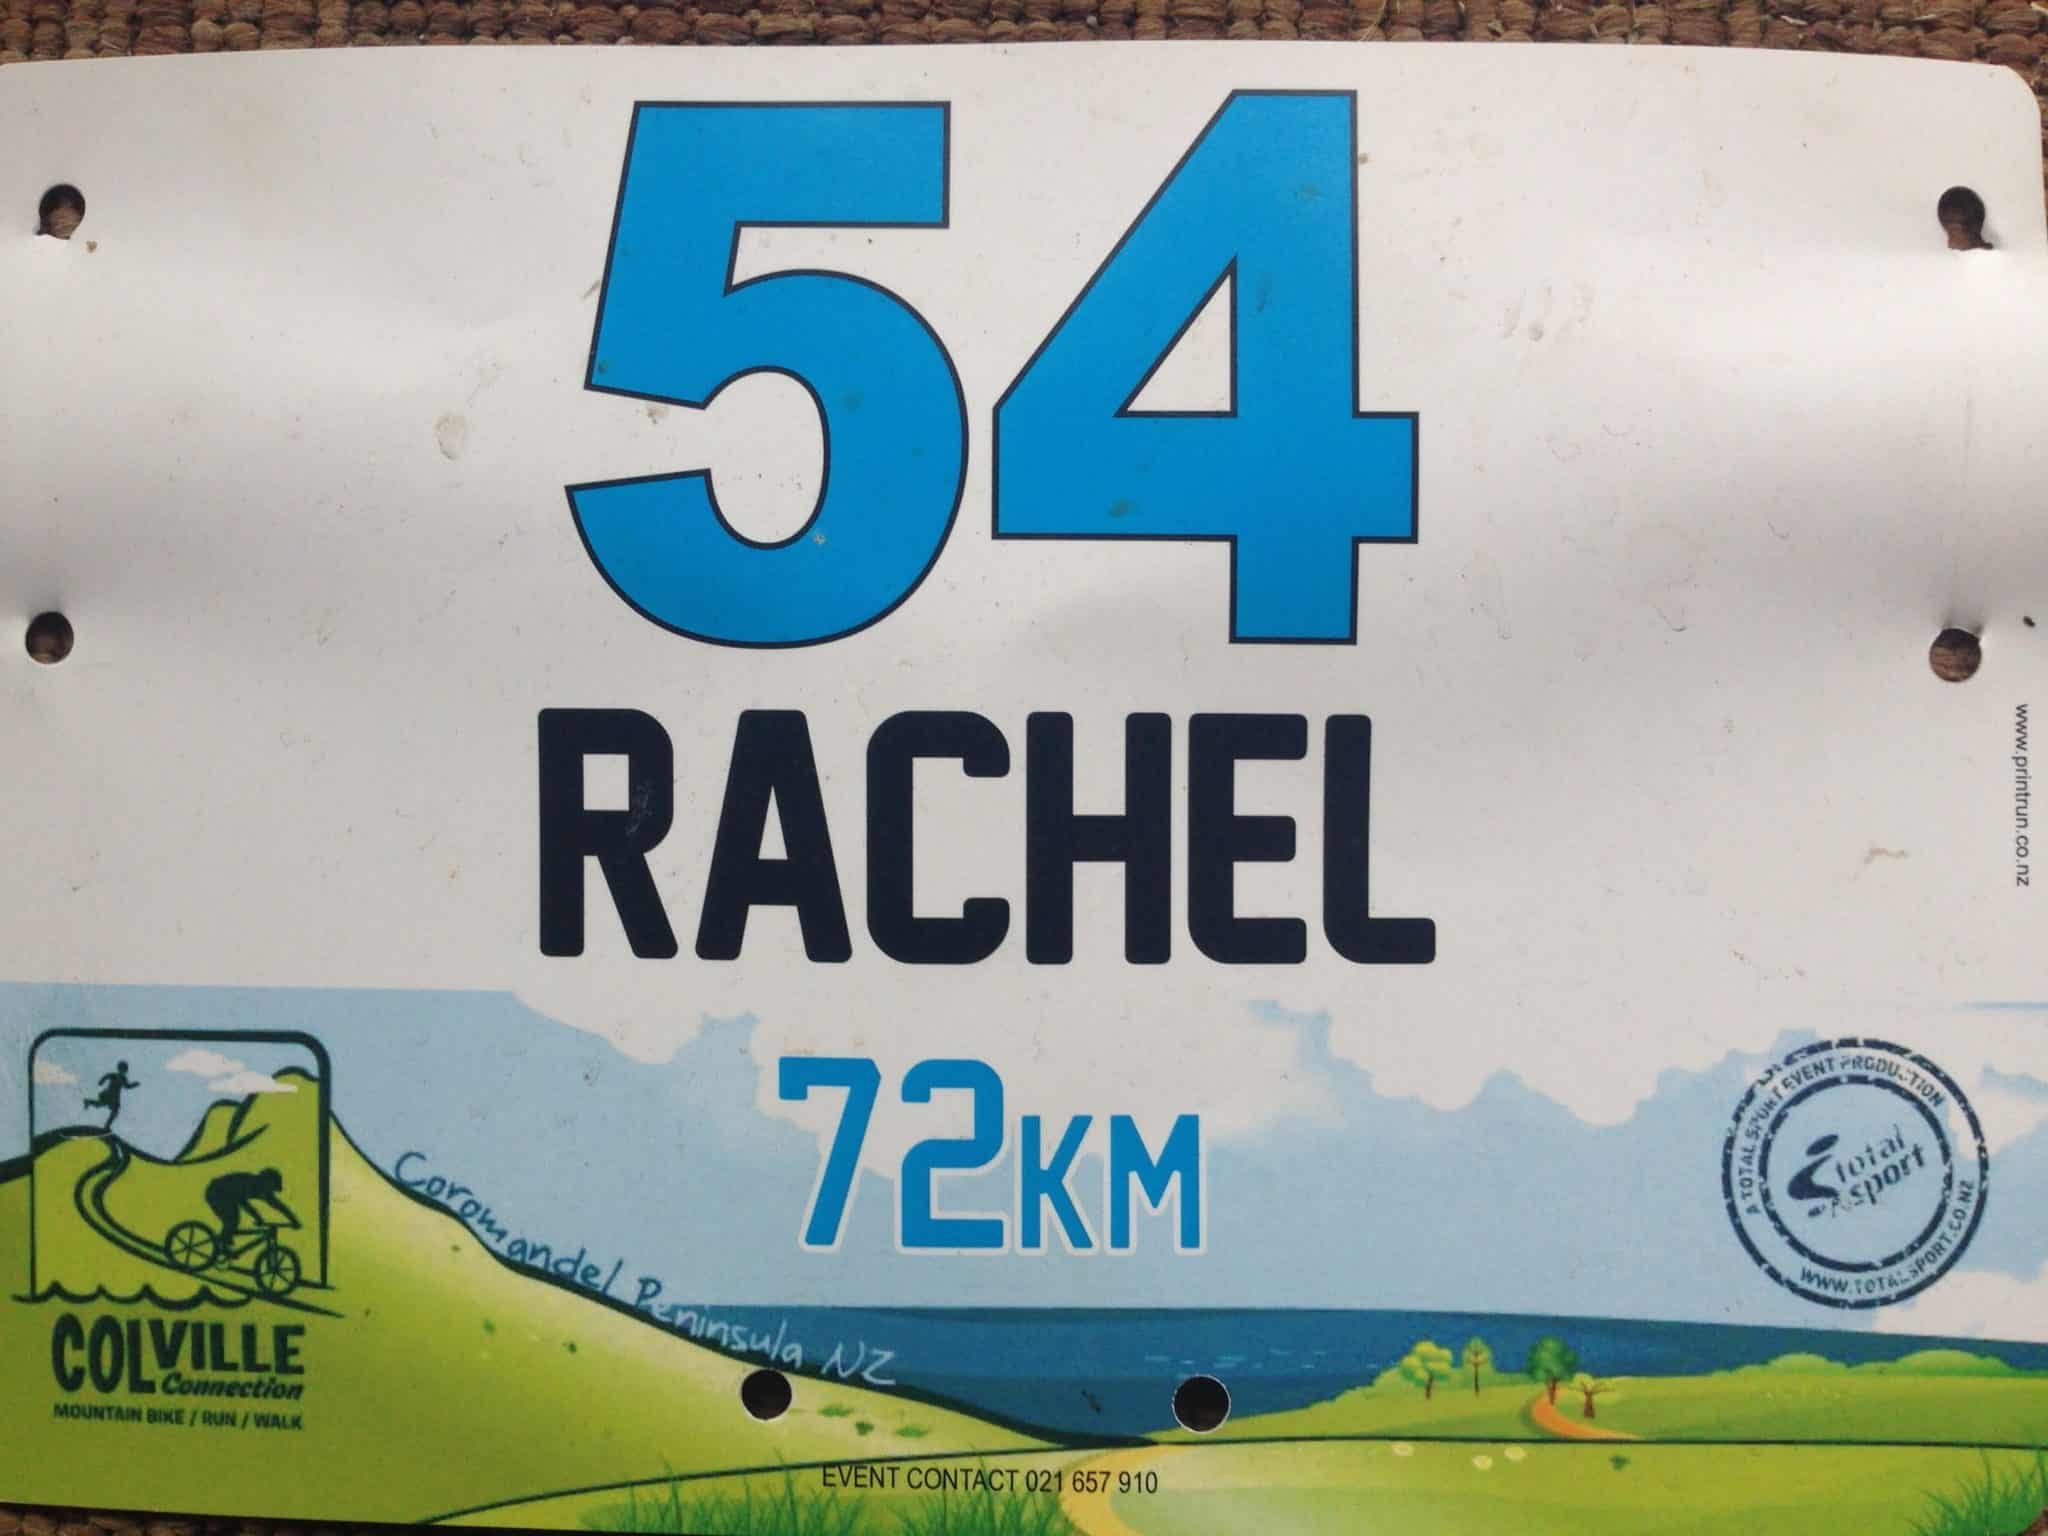 54
RACHEL
www.printrun.co.nz
72KM
A TOTAL SPORT EVENT PRODUCTION
total
sport
WWW.TOTALSPORT.CO.NZ
Coromandel Peninsula NZ
COLVILLE
Connection
MOUNTAIN BIKE / RUN / WALK
EVENT CONTACT 021 657 910